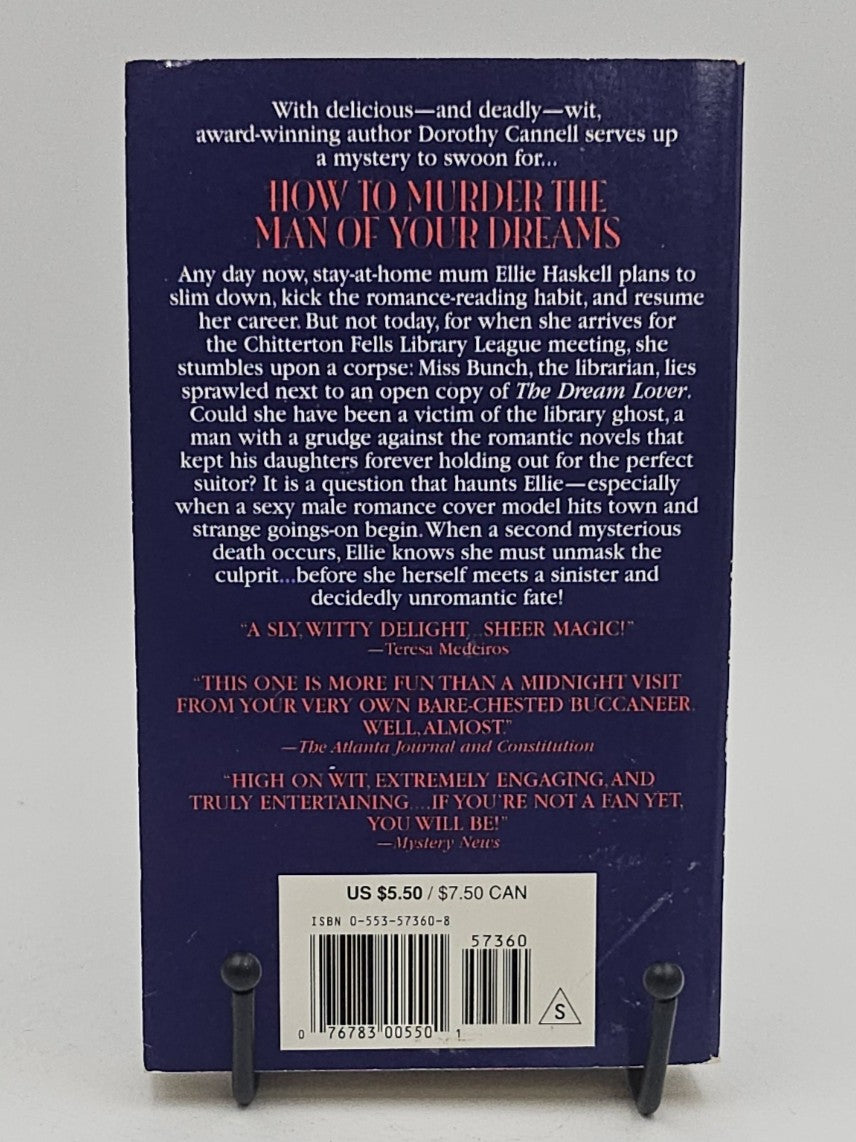 With delicious—and deadly—wit,
award-winning author Dorothy Cannell serves up
a mystery to swoon for...
HOW TO MURDER THE
MAN OF YOUR DREAMS
Any day now, stay-at-home mum Ellie Haskell plans to
slim down, kick the romance-reading habit, and resume
her career. But not today, for when she arrives for
the Chitterton Fells Library League meeting, she
stumbles upon a corpse: Miss Bunch, the librarian, lies
sprawled next to an open copy of The Dream Lover.
Could she have been a victim of the library ghost, a
man with a grudge against the romantic novels that
kept his daughters forever holding out for the perfect
suitor? It is a question that haunts Ellie—especially
when a sexy male romance cover model hits town and
strange goings-on begin. When a second mysterious
death occurs, Ellie knows she must unmask the
culprit...before she herself meets a sinister and
decidedly unromantic fate!
"A SLY, WITTY DELIGHT...SHEER MAGIC!"
—Teresa Medeiros
"THIS ONE IS MORE FUN THAN A MIDNIGHT VISIT
FROM YOUR VERY OWN BARE-CHESTED BUCCANEER.
WELL, ALMOST."
—The Atlanta Journal and Constitution
"HIGH ON WIT, EXTREMELY ENGAGING, AND
TRULY ENTERTAINING....IF YOU'RE NOT A FAN YET,
YOU WILL BE!"
—Mystery News
US $5.50 / $7.50 CAN
ISBN 0-553-57360-8
57360
0 76783 00550 1
S